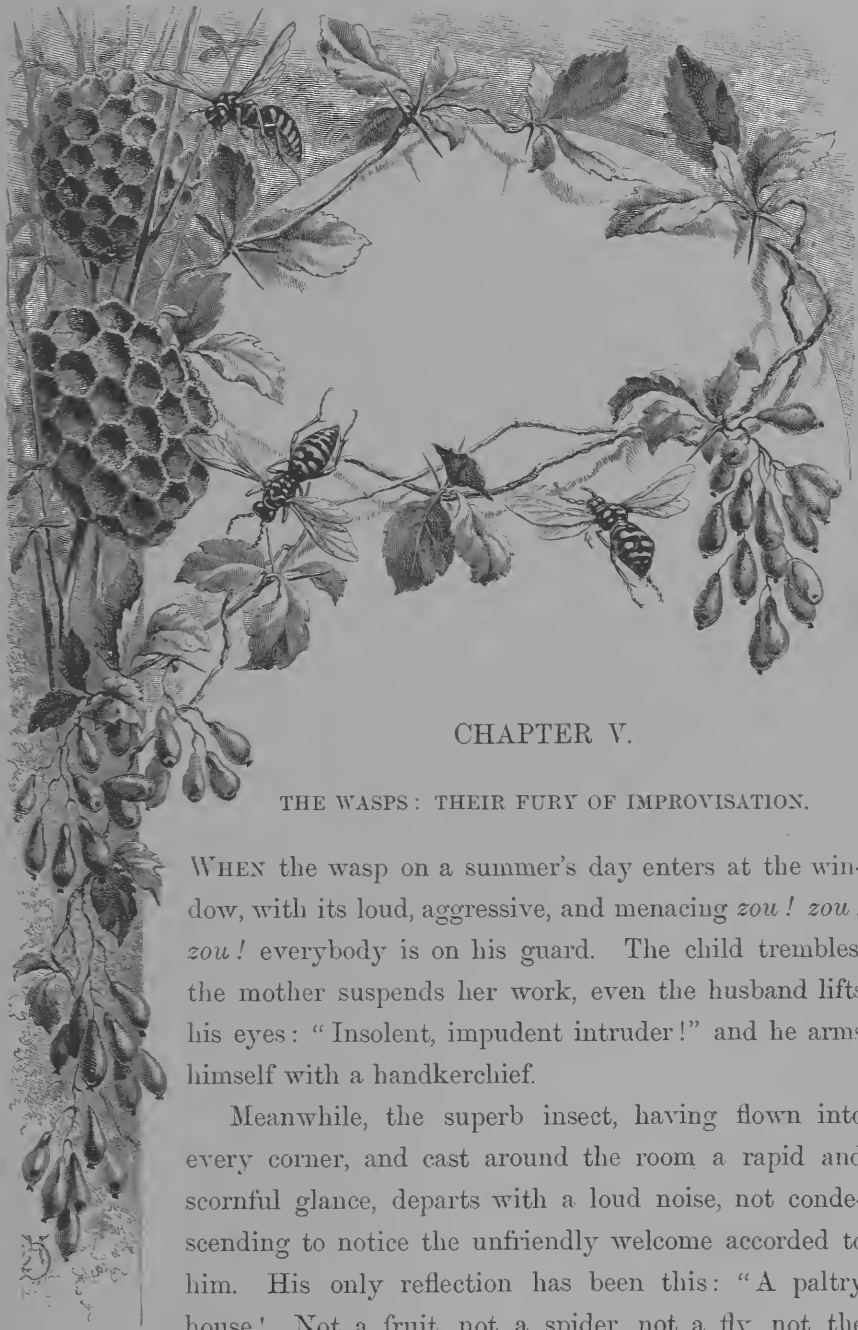 CHAPTER V.
THE WASPS: THEIR FURY OF IMPROVISATION.
WHEN the wasp on a summer's day enters at the win-
dow, with its loud, aggressive, and menacing zou! zou!
zou! everybody is on his guard. The child trembles,
the mother suspends her work, even the husband lifts
his eyes: "Insolent, impudent intruder!" and he arms
himself with a handkerchief.
Meanwhile, the superb insect, having flown into
every corner, and cast around the room a rapid and
scornful glance, departs with a loud noise, not conde-
scending to notice the unfriendly welcome accorded to
him. His only reflection has been this: "A paltry
house! Not a fruit, not a spider, not a fly, not the